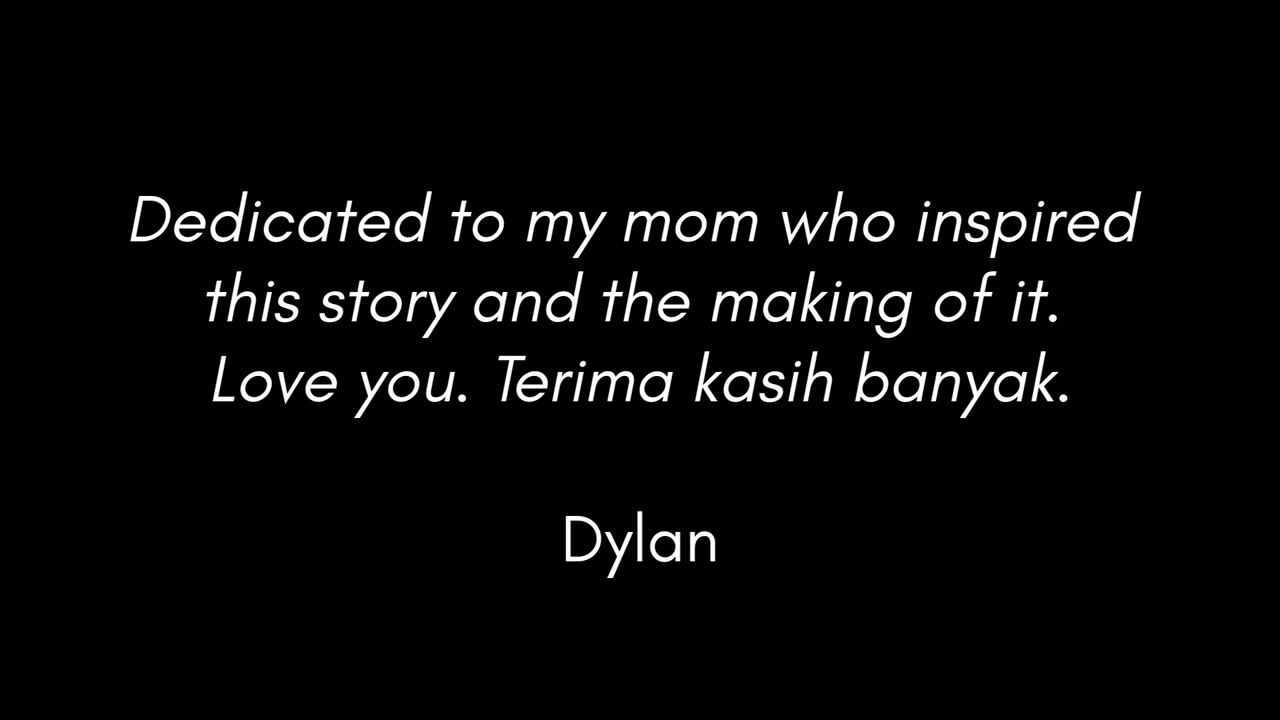 Dedicated to my mom who inspired
this story and the making of it.
Love you. Terima kasih banyak.
Dylan